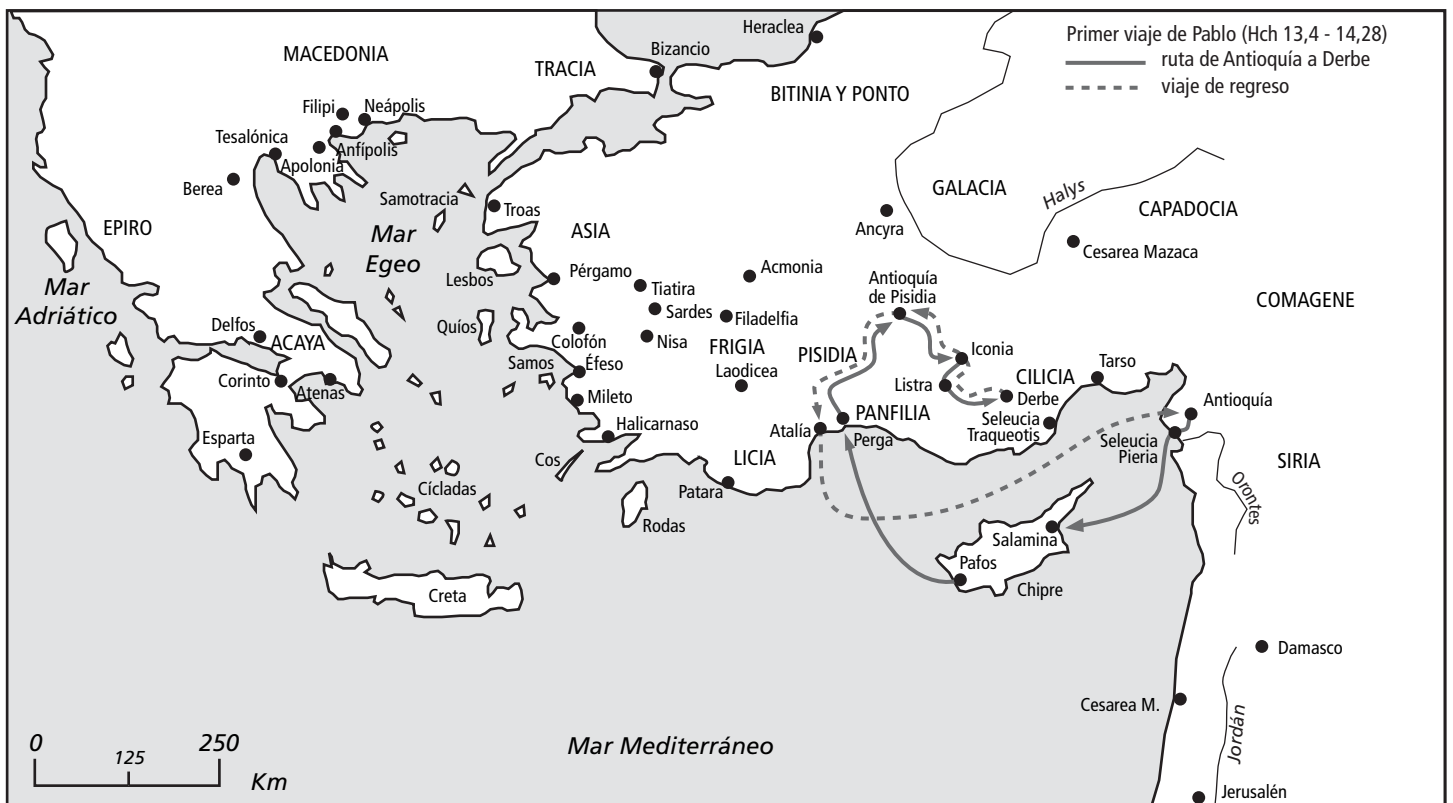 Primer viaje de Pablo (Hch 13,4 - 14,28)
ruta de Antioquía a Derbe
viaje de regreso
Heraclea
Bizancio
MACEDONIA
TRACIA
BITINIA Y PONTO
Filipi
Neápolis
Tesalónica
Anfípolis
Apolonia
Berea
Samotracia
Troas
GALACIA
Halys
CAPADOCIA
EPIRO
Ancyra
Cesarea Mazaca
Mar
Egeo
ASIA
Lesbos
Pérgamo
Acmonia
Tiatira
Antioquía
de Pisidia
COMAGENE
Mar
Adriático
Sardes
Filadelfia
Quíos
Delfos
ACAYA
Colofón
Nisa
FRIGIA
PISIDIA
Iconia
Samos
Éfeso
Laodicea
Tarso
Corinto
Atenas
Listra
CILICIA
Derbe
Mileto
Antioquía
PANFILIA
Seleucia
Traqueotis
Halicarnaso
Atalía
Perga
Seleucia
Pieria
Esparta
Cos
LICIA
SIRIA
Cícladas
Patara
Orontes
Rodas
Salamina
Pafos
Chipre
Creta
Damasco
Cesarea M.
Jordán
Mar Mediterráneo
0
125
250
Km
Jerusalén